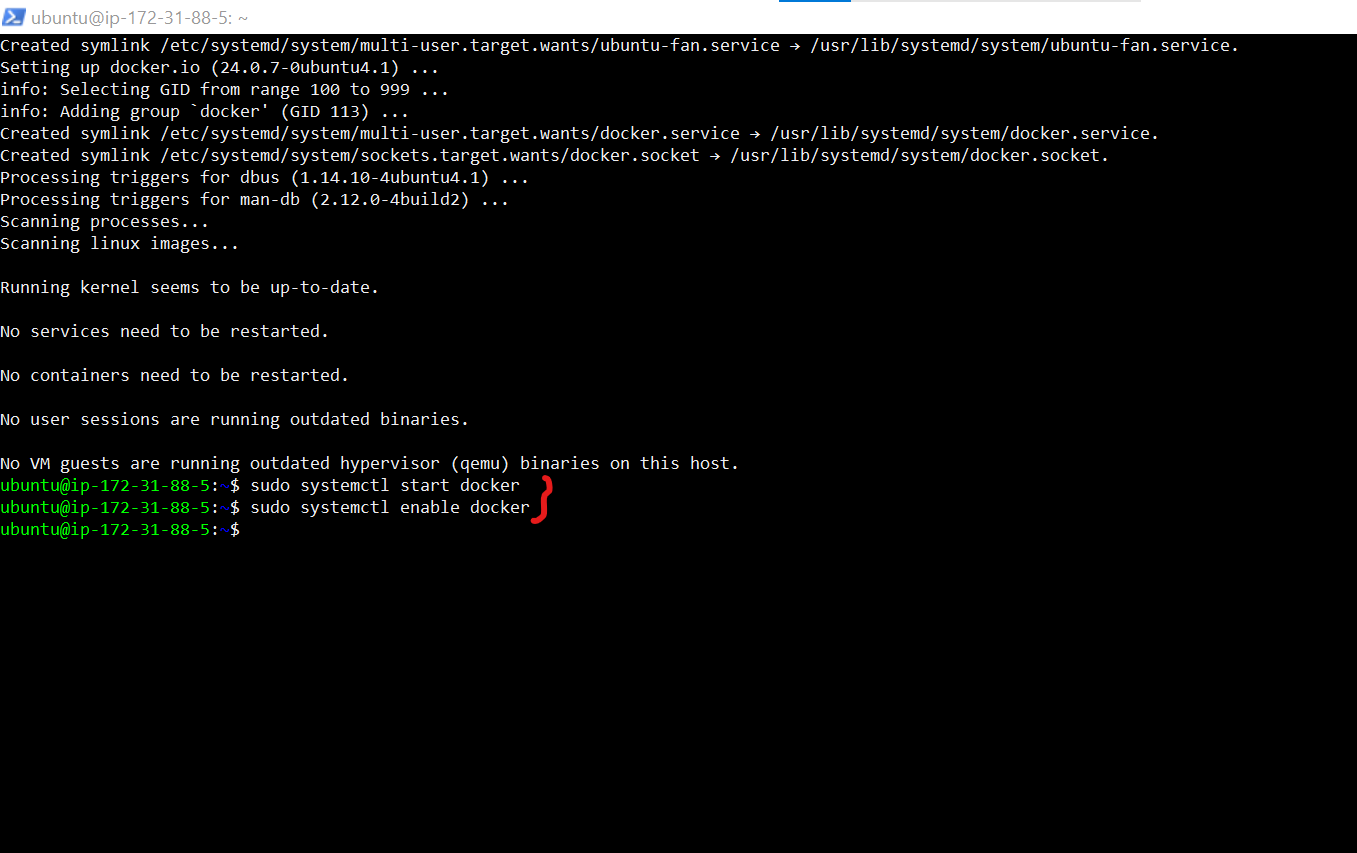 ubuntu@ip-172-31-88-5: ~
Created symlink /etc/systemd/system/multi-user.target.wants/ubuntu-fan.service → /usr/lib/systemd/system/ubuntu-fan.service.
Setting up docker.io (24.0.7-0ubuntu4.1) ...
info: Selecting GID from range 100 to 999 ...
info: Adding group `docker' (GID 113) ...
Created symlink /etc/systemd/system/multi-user.target.wants/docker.service → /usr/lib/systemd/system/docker.service.
Created symlink /etc/systemd/system/sockets.target.wants/docker.socket → /usr/lib/systemd/system/docker.socket.
Processing triggers for dbus (1.14.10-4ubuntu4.1) ...
Processing triggers for man-db (2.12.0-4build2) ...
Scanning processes...
Scanning linux images...
Running kernel seems to be up-to-date.
No services need to be restarted.
No containers need to be restarted.
No user sessions are running outdated binaries.
No VM guests are running outdated hypervisor (qemu) binaries on this host.
ubuntu@ip-172-31-88-5:~$ sudo systemctl start docker
ubuntu@ip-172-31-88-5:~$ sudo systemctl enable docker
ubuntu@ip-172-31-88-5:~$